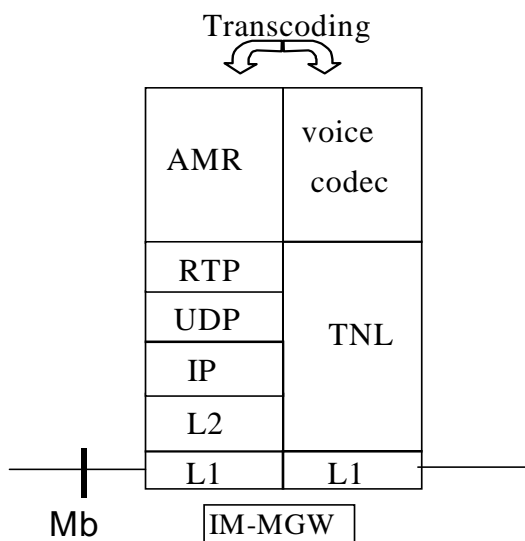 Transcoding
AMR
voice
codec
RTP
UDP
TNL
IP
L2
L1
L1
Mb
IM-MGW